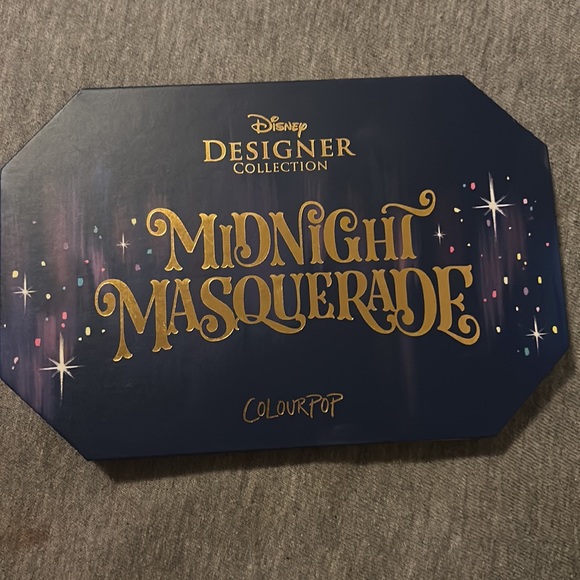 Disney
DESIGNER
COLLECTION
MIDNIGHT
MASQUERADE
COLOURPOP